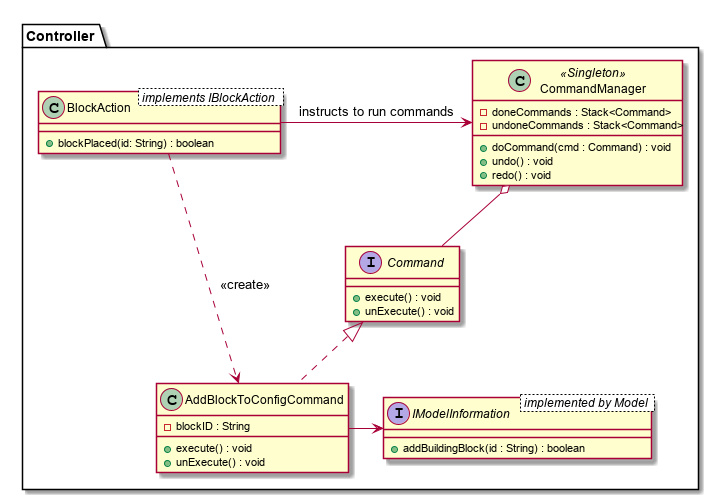 Controller
C BlockAction
implements IBlockAction
blockPlaced(id: String) : boolean
instructs to run commands
«Singleton»
C CommandManager
doneCommands : Stack<Command>
undoneCommands : Stack<Command>
doCommand(cmd : Command) : void
undo() : void
redo() : void
I Command
execute() : void
unExecute() : void
«create»
C AddBlockToConfigCommand
blockID : String
execute() : void
unExecute() : void
I IModelInformation
implemented by Model
addBuildingBlock(id : String) : boolean